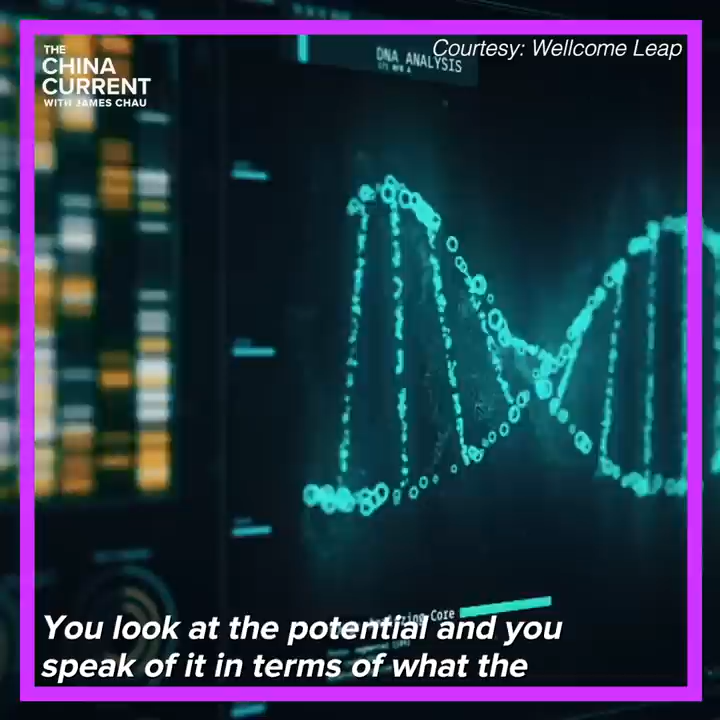 THE
CHINA
CURRENT
WITH JAMES CHAU
Courtesy: Wellcome Leap
DNA ANALYSIS
You look at the potential and you
speak of it in terms of what the